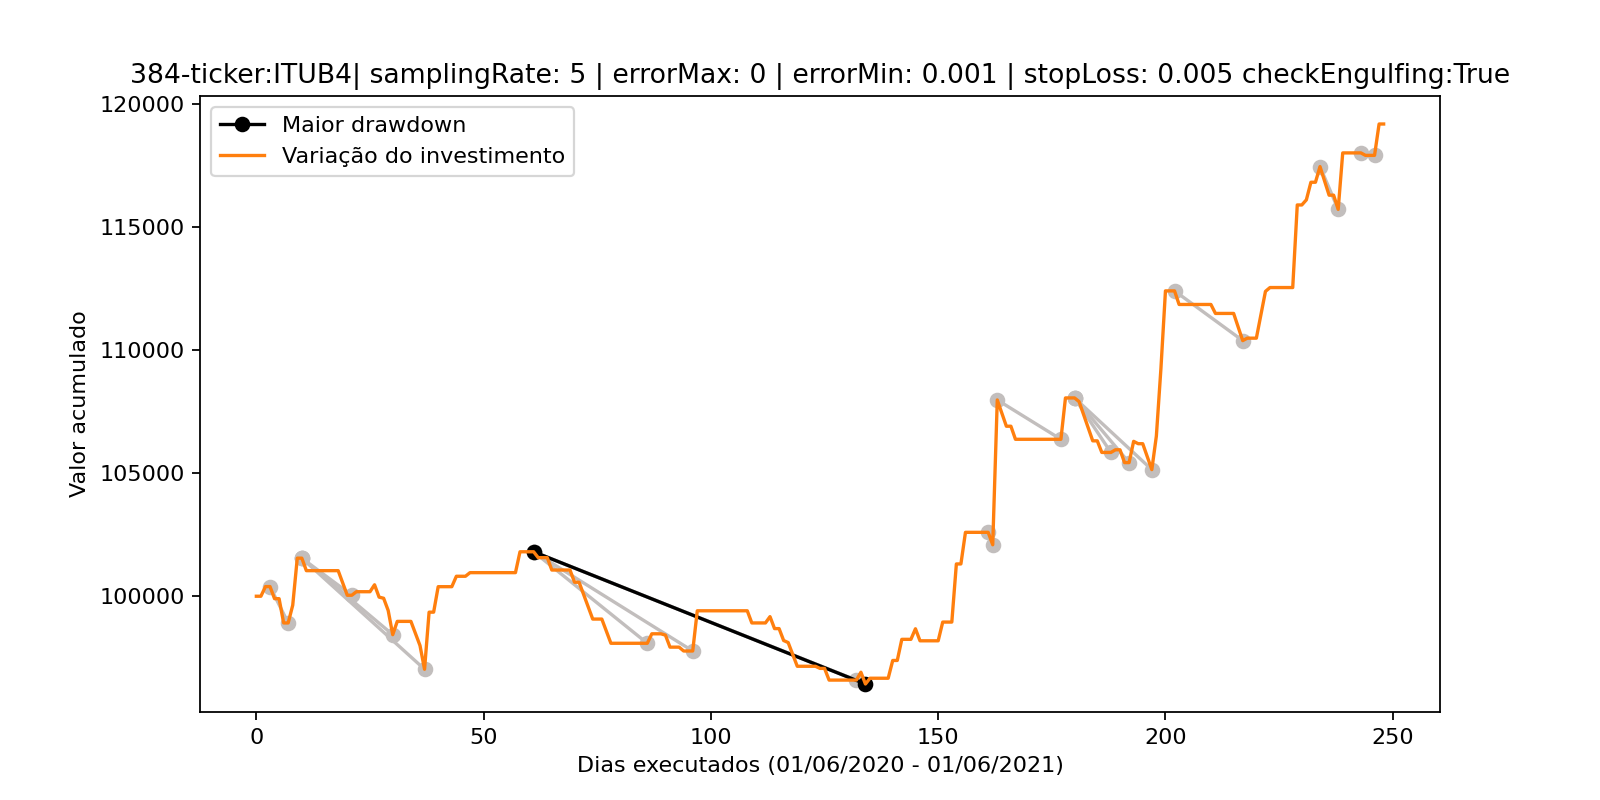 384-ticker:ITUB4| samplingRate: 5 | errorMax: 0 | errorMin: 0.001 | stopLoss: 0.005 checkEngulfing:True
Maior drawdown
Variação do investimento
Valor acumulado
120000
115000
110000
105000
100000
0
50
100
150
200
250
Dias executados (01/06/2020 - 01/06/2021)